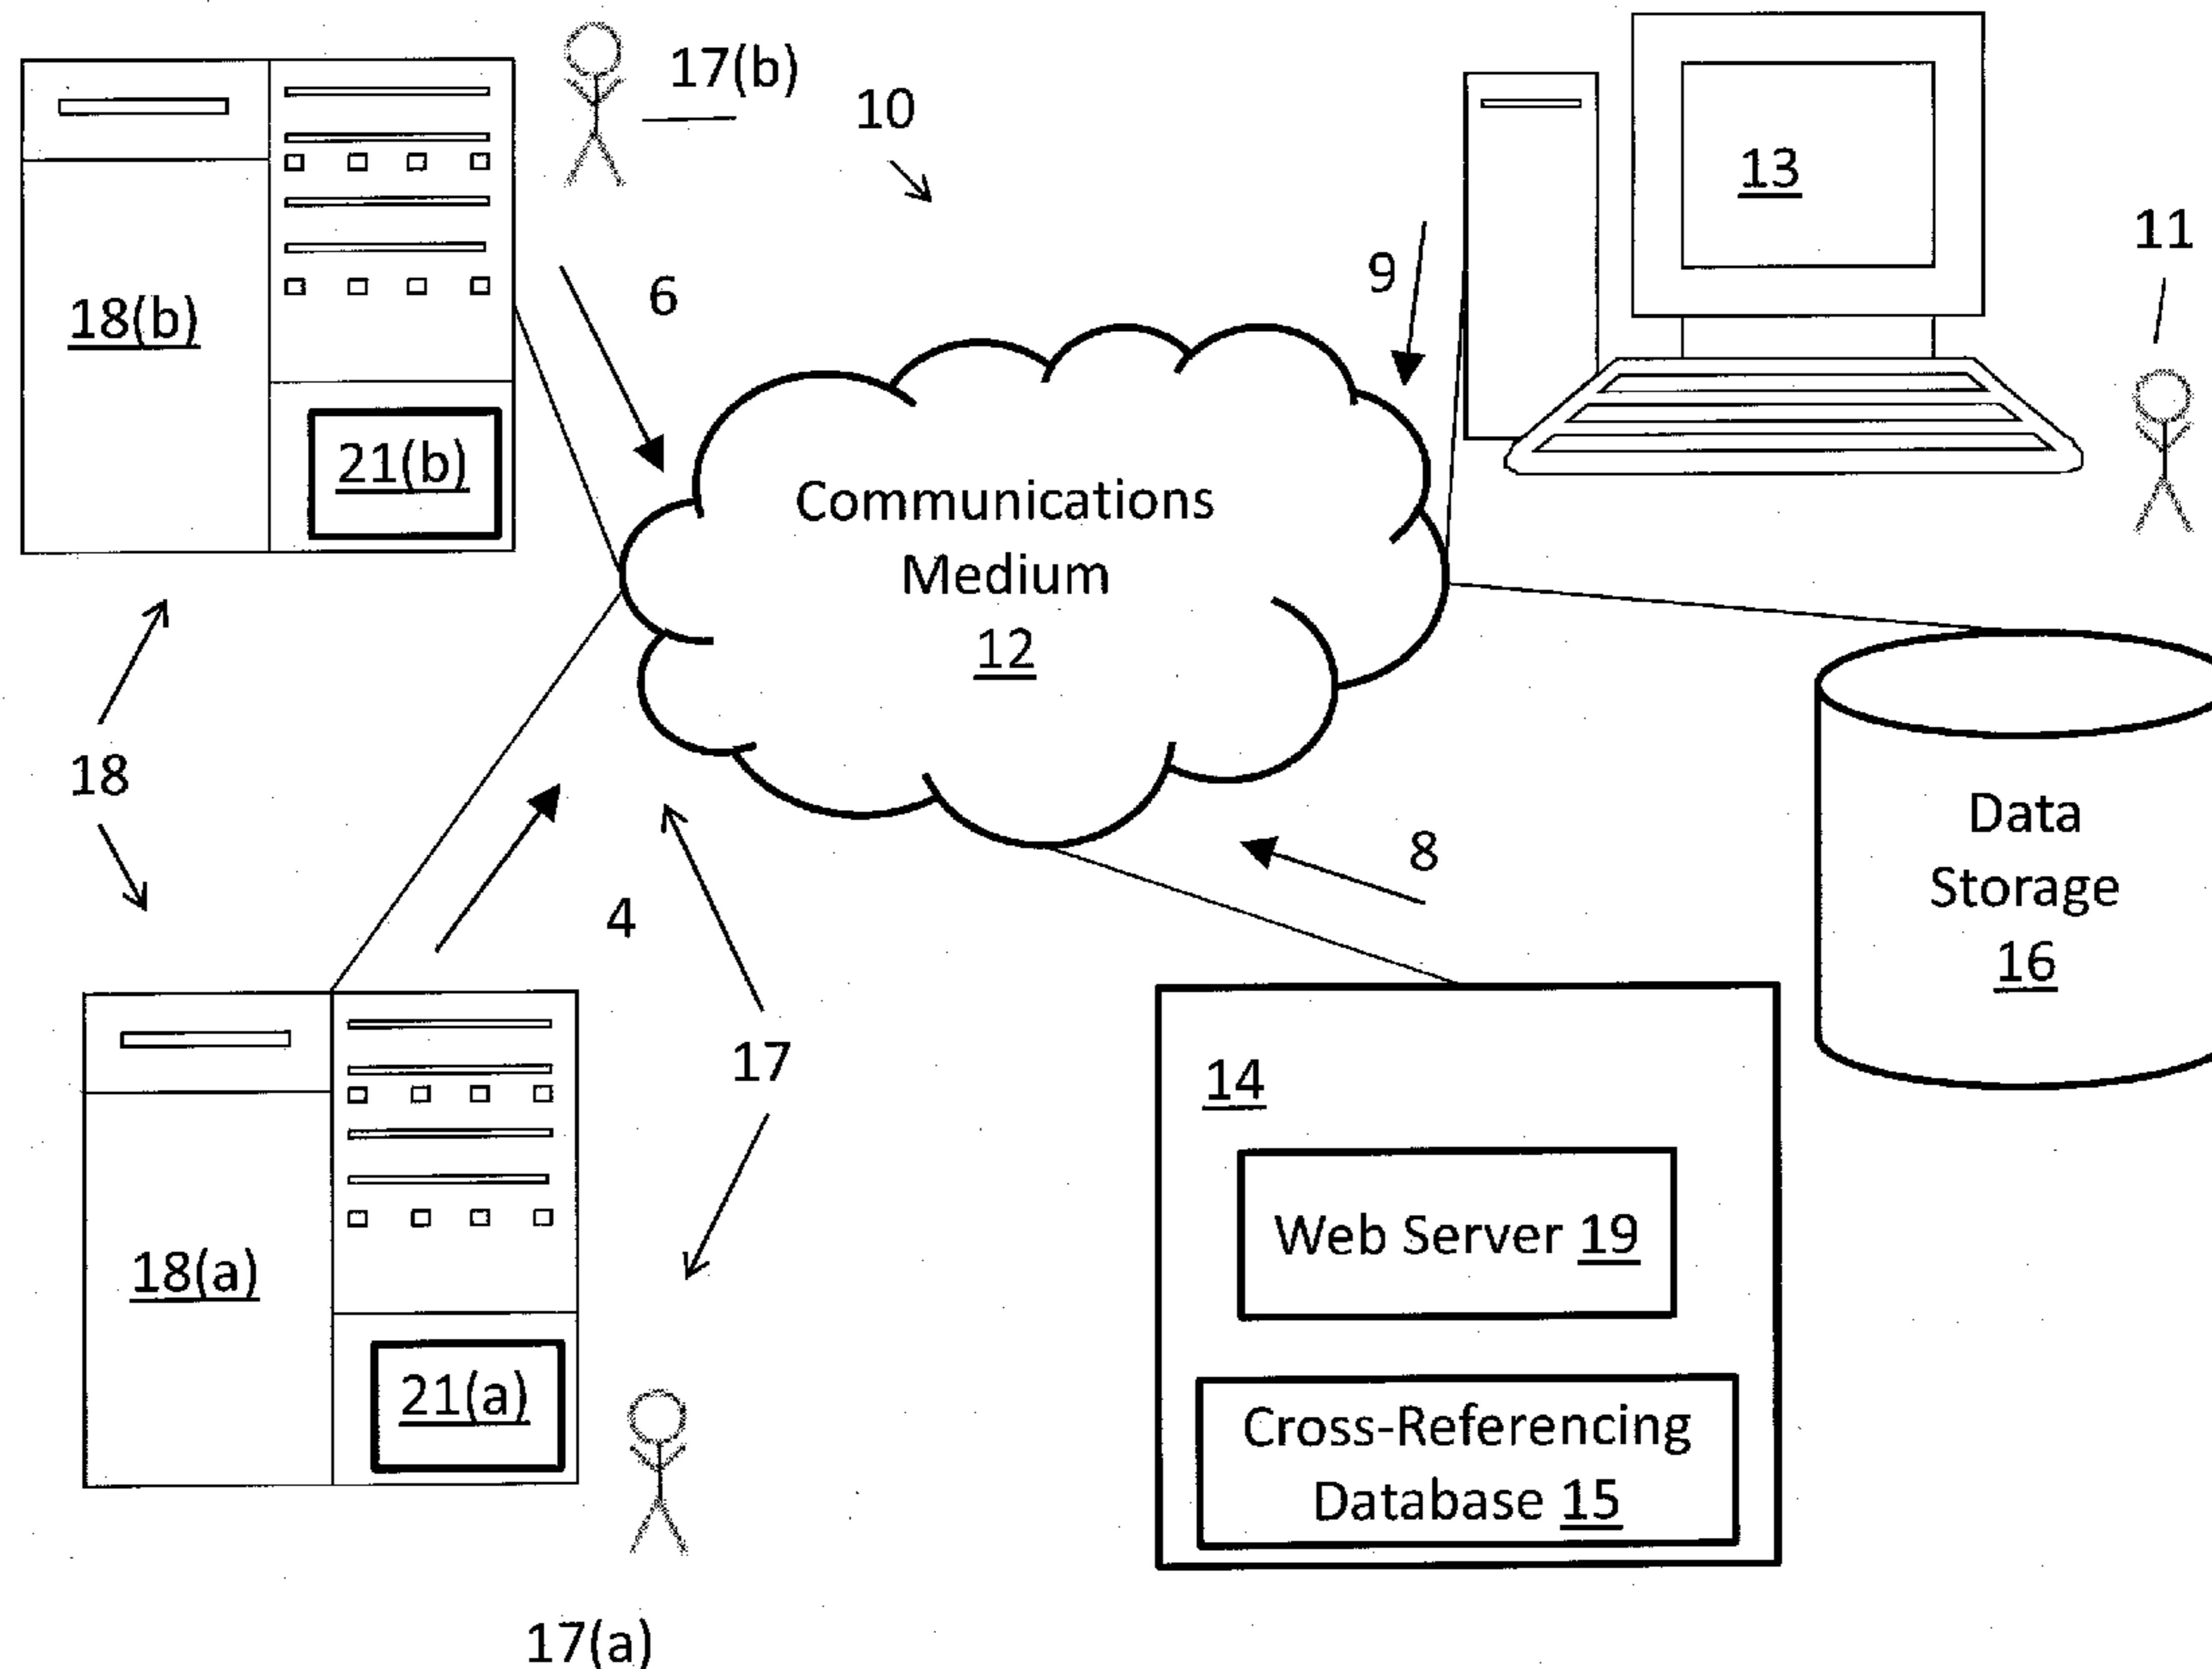 17(b)
10
13
11
18(b)
6
9
21(b)
Communications
Medium
12
18
4
8
Data
Storage
16
17
14
Web Server 19
18(a)
21(a)
Cross-Referencing
Database 15
17(a)